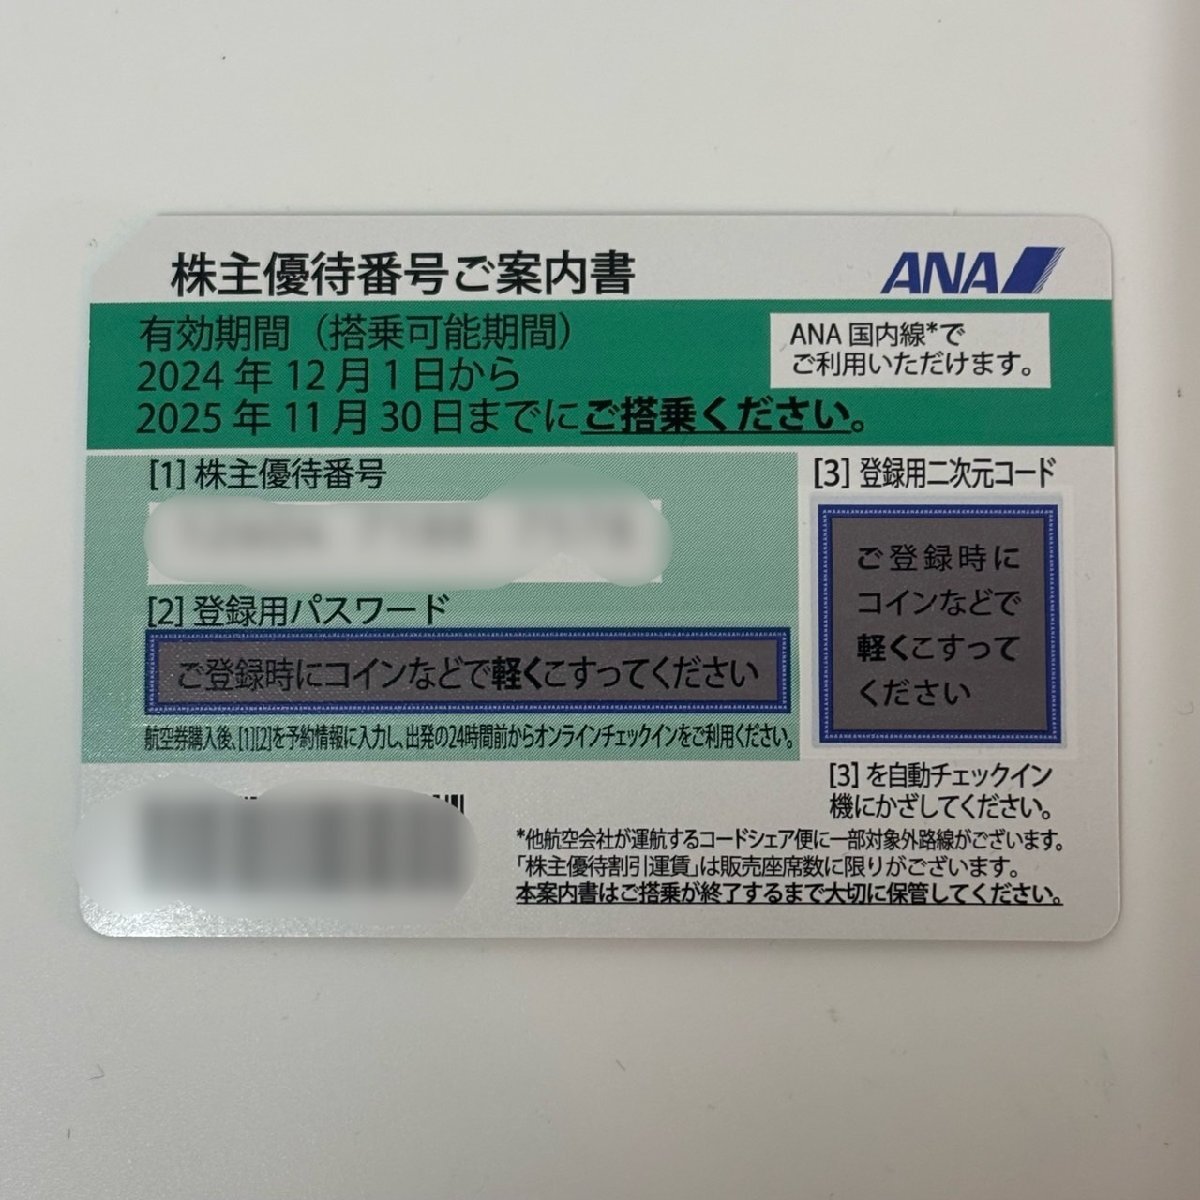 株主優待番号ご案内書
ANA
有効期間（搭乗可能期間）
2024年12月1日から
2025年11月30日までにご搭乗ください。
ANA国内線*で
ご利用いただけます。
[1]株主優待番号
[2]登録用パスワード
ご登録時にコインなどで軽くこすってください
航空券購入後、[1][2]を予約情報に入力し、出発の24時間前からオンラインチェックインをご利用ください。
[3]登録用二次元コード
ご登録時に
コインなどで
軽くこすって
ください
[3]を自動チェックイン
機にかざしてください。
*他航空会社が運航するコードシェア便に一部対象外路線がございます。
「株主優待割引運賃」は販売座席数に限りがございます。
本案内書はご搭乗が終了するまで大切に保管してください。